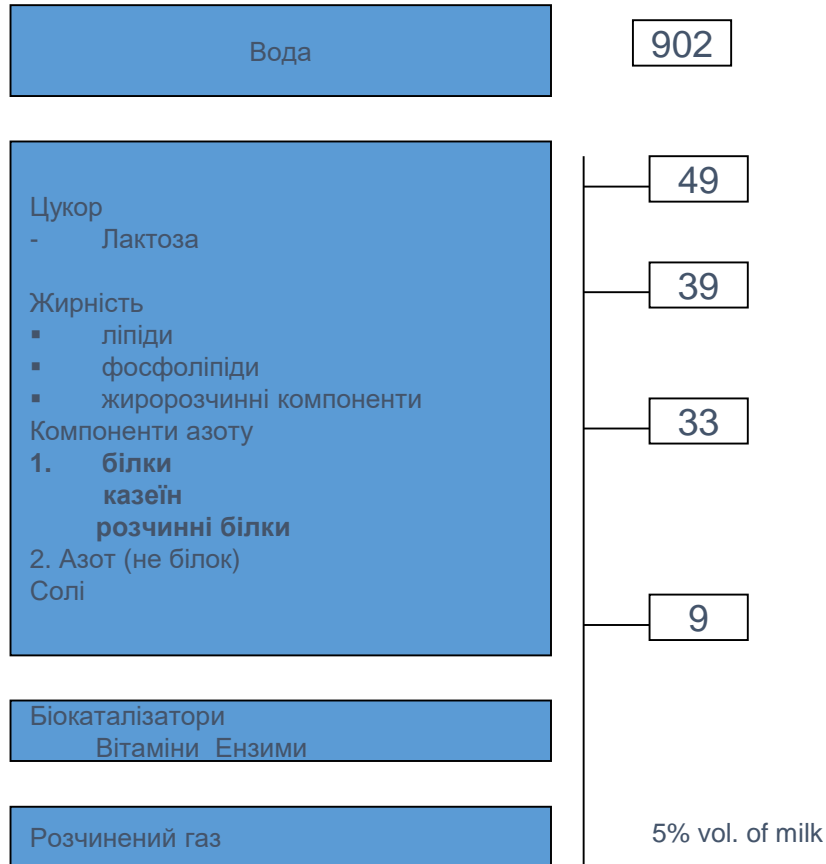 Вода
902
Цукор
- Лактоза
49
Жирність
▪ ліпіди
▪ фосфоліпіди
▪ жиророзчинні компоненти
39
Компоненти азоту
1. білки
казеїн
розчинні білки
2. Азот (не білок)
33
Солі
9
Біокаталізатори
Вітаміни Ензими
Розчинений газ
5% vol. of milk